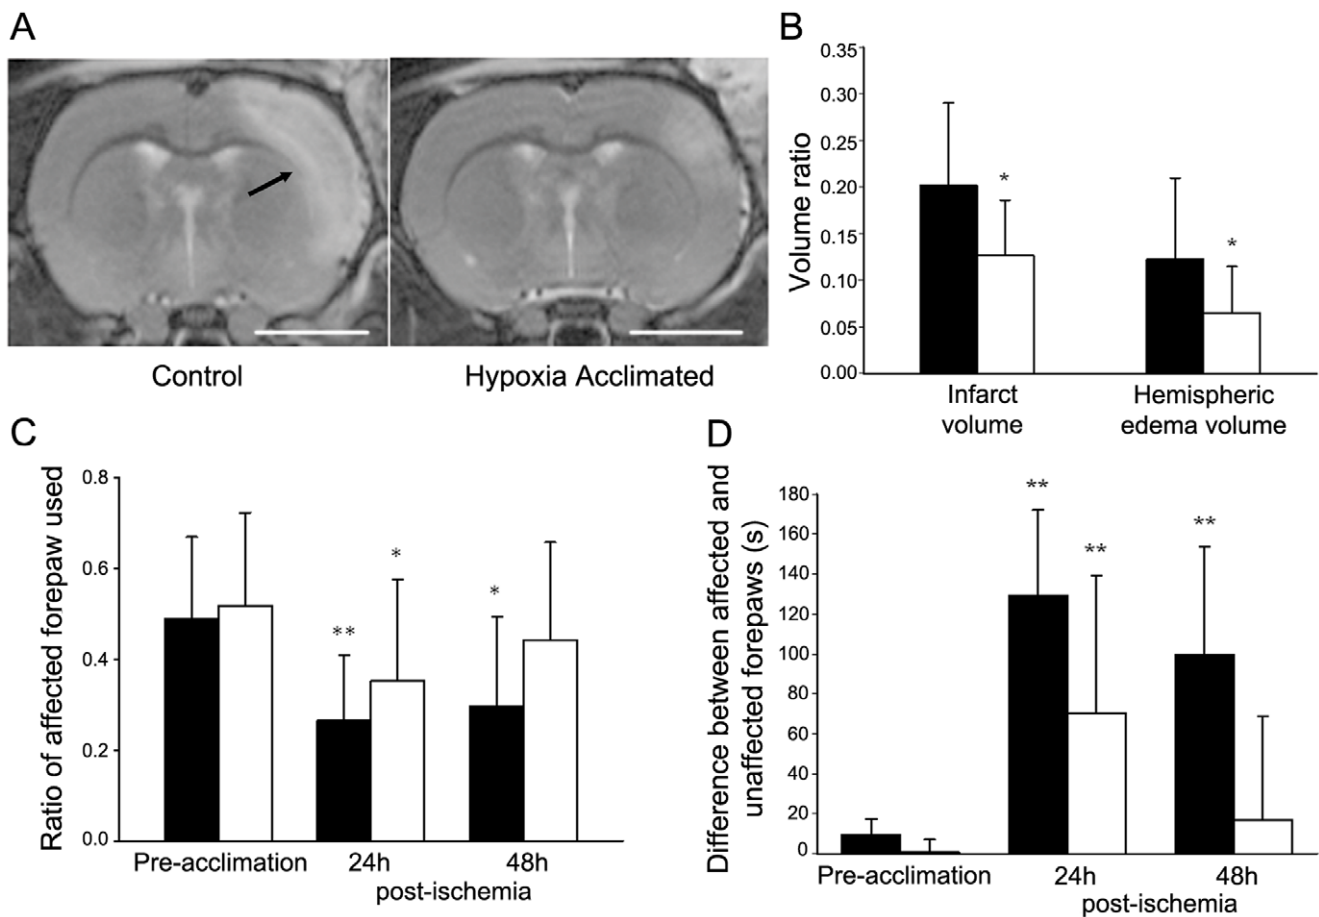 A
Control
Hypoxia Acclimated
B
Volume ratio
0.35
0.30
0.25
0.20
0.15
0.10
0.05
0.00
*
*
Infarct
volume
Hemispheric
edema volume
C
Ratio of affected forepaw used
0.8
0.6
0.4
0.2
0.0
**
*
*
Pre-acclimation
24h
48h
post-ischemia
D
Difference between affected and
unaffected forepaws (s)
180
160
140
120
100
80
60
40
20
0
**
**
**
Pre-acclimation
24h
48h
post-ischemia